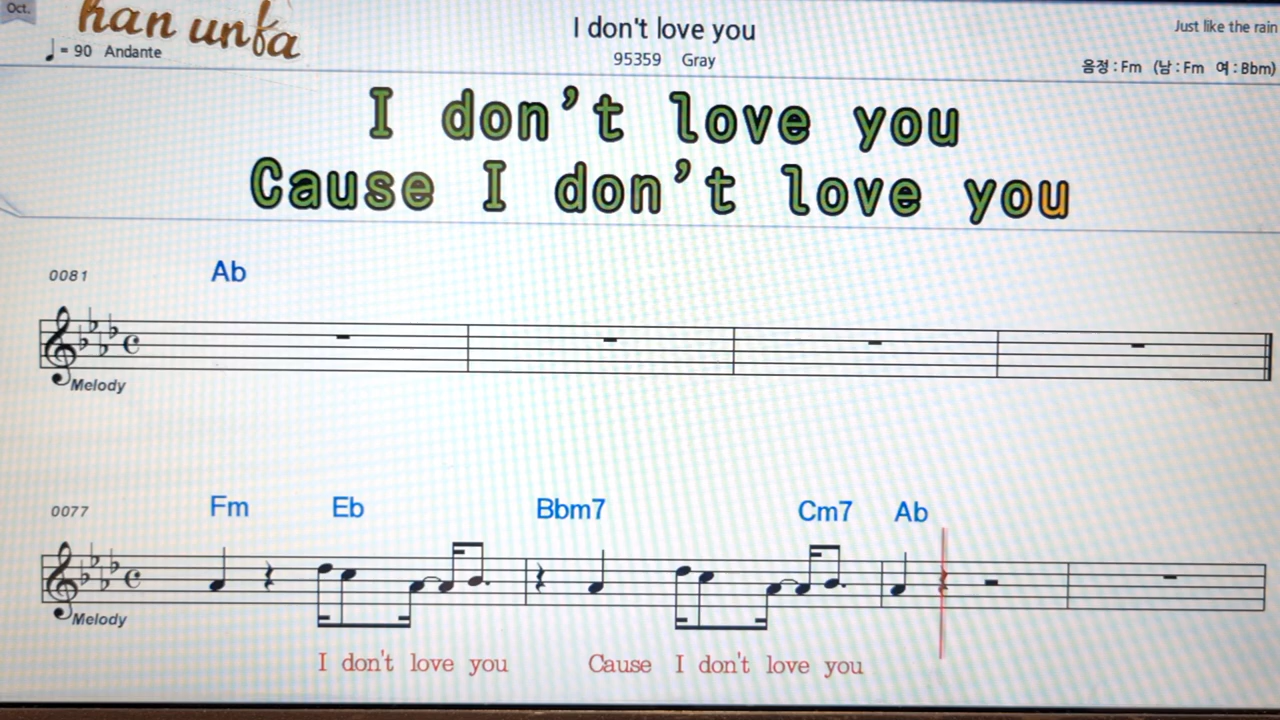 Oct.
han unfa
I don't love you
Just like the rain
♩= 90 Andante
95359 Gray
음정 : Fm (남 : Fm 여 : Bbm)
I don't love you
Cause I don't love you
0081
Ab
Melody
0077
Fm Eb Bbm7 Cm7 Ab
Melody
I don't love you Cause I don't love you